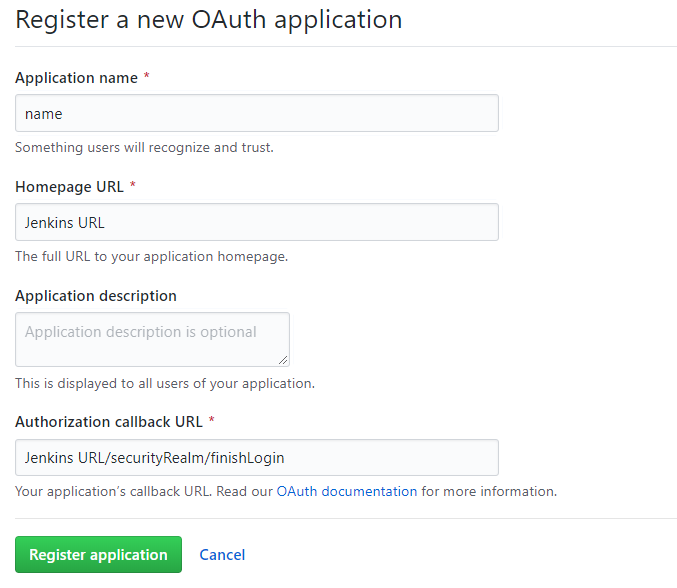 Register a new OAuth application
Application name *
name
Something users will recognize and trust.
Homepage URL *
Jenkins URL
The full URL to your application homepage.
Application description
Application description is optional
This is displayed to all users of your application.
Authorization callback URL *
Jenkins URL/securityRealm/finishLogin
Your application’s callback URL. Read our OAuth documentation for more information.
Register application Cancel